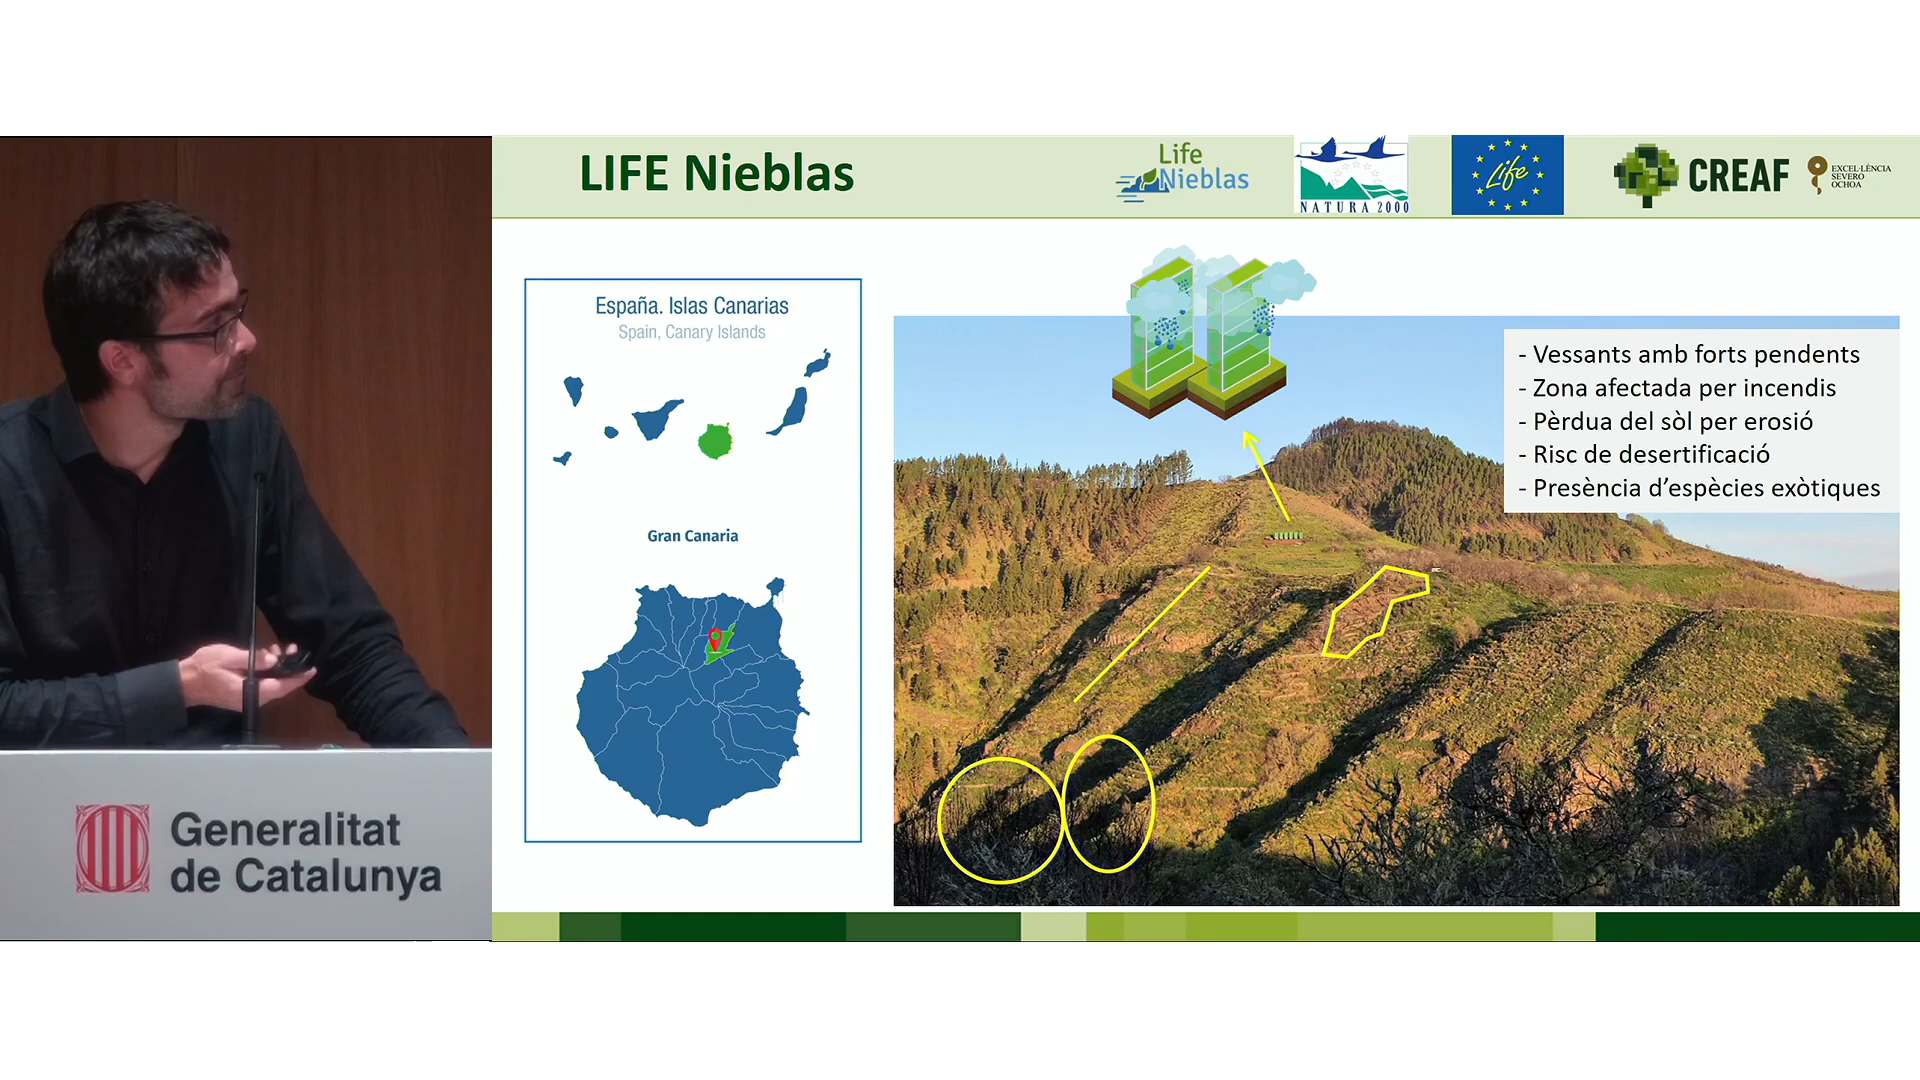 LIFE Nieblas
Life
Nieblas
NATURA 2000
Life
CREAF
EXCEL·LÈNCIA
SEVERO
OCHOA
España. Islas Canarias
Spain, Canary Islands
Gran Canaria
- Vessants amb forts pendents
- Zona afectada per incendis
- Pèrdua del sòl per erosió
- Risc de desertificació
- Presència d’espècies exòtiques
Generalitat
de Catalunya